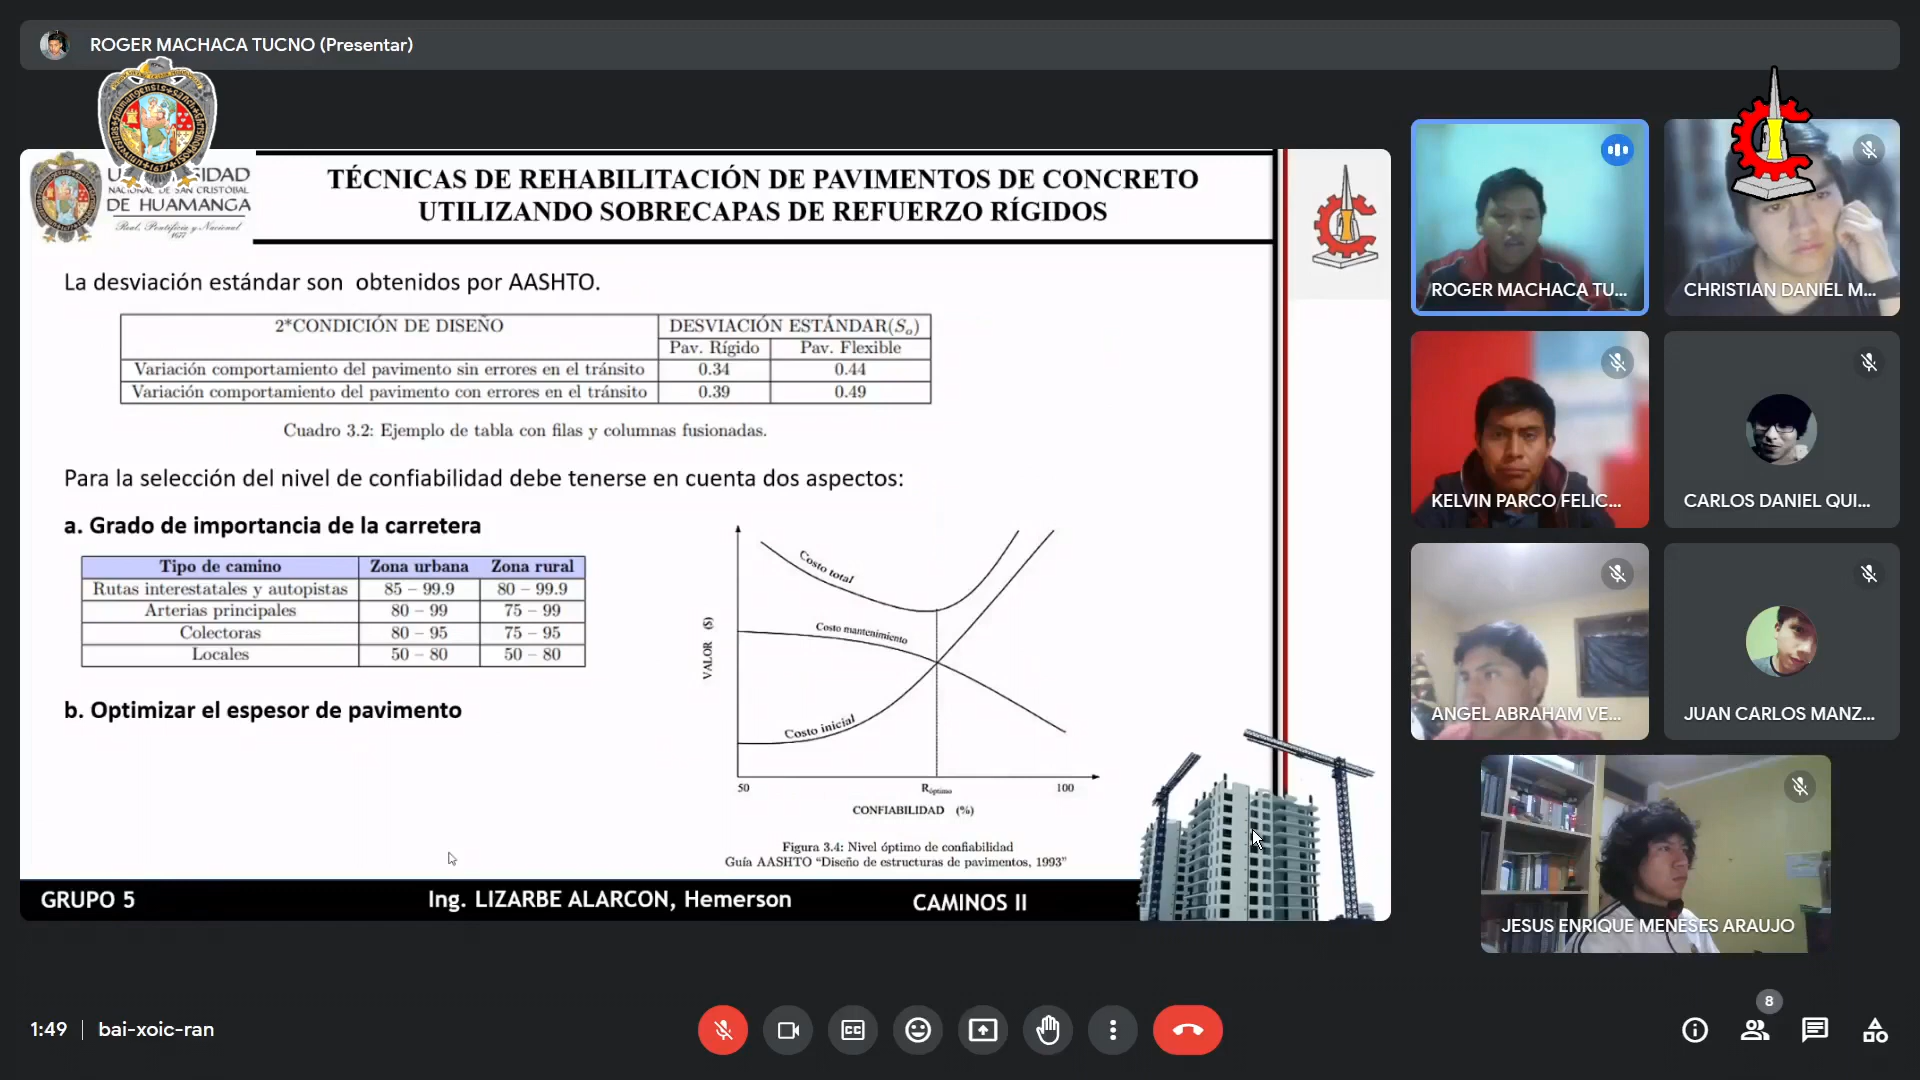 ROGER MACHACA TUCNO (Presentar)
NACIONAL DE SAN CRISTÓBAL
DE HUAMANGA
Real, Pontificia y Nacional
1677
TÉCNICAS DE REHABILITACIÓN DE PAVIMENTOS DE CONCRETO
UTILIZANDO SOBRECAPAS DE REFUERZO RÍGIDOS
La desviación estándar son obtenidos por AASHTO.
2*CONDICIÓN DE DISEÑO DESVIACIÓN ESTÁNDAR(So)
Pav. Rígido Pav. Flexible
Variación comportamiento del pavimento sin errores en el tránsito 0.34 0.44
Variación comportamiento del pavimento con errores en el tránsito 0.39 0.49
Cuadro 3.2: Ejemplo de tabla con filas y columnas fusionadas.
Para la selección del nivel de confiabilidad debe tenerse en cuenta dos aspectos:
a. Grado de importancia de la carretera
Tipo de camino Zona urbana Zona rural
Rutas interestatales y autopistas 85 – 99.9 80 – 99.9
Arterias principales 80 – 99 75 – 99
Colectoras 80 – 95 75 – 95
Locales 50 – 80 50 – 80
b. Optimizar el espesor de pavimento
VALOR ($)
Costo total
Costo mantenimiento
Costo inicial
50 Róptimo 100
CONFIABILIDAD (%)
Figura 3.4: Nivel óptimo de confiabilidad
Guía AASHTO “Diseño de estructuras de pavimentos, 1993”
GRUPO 5 Ing. LIZARBE ALARCON, Hemerson CAMINOS II
ROGER MACHACA TU...
CHRISTIAN DANIEL M...
KELVIN PARCO FELIC...
CARLOS DANIEL QUI...
ANGEL ABRAHAM VE...
JUAN CARLOS MANZ...
JESUS ENRIQUE MENESES ARAUJO
1:49 | bai-xoic-ran
8